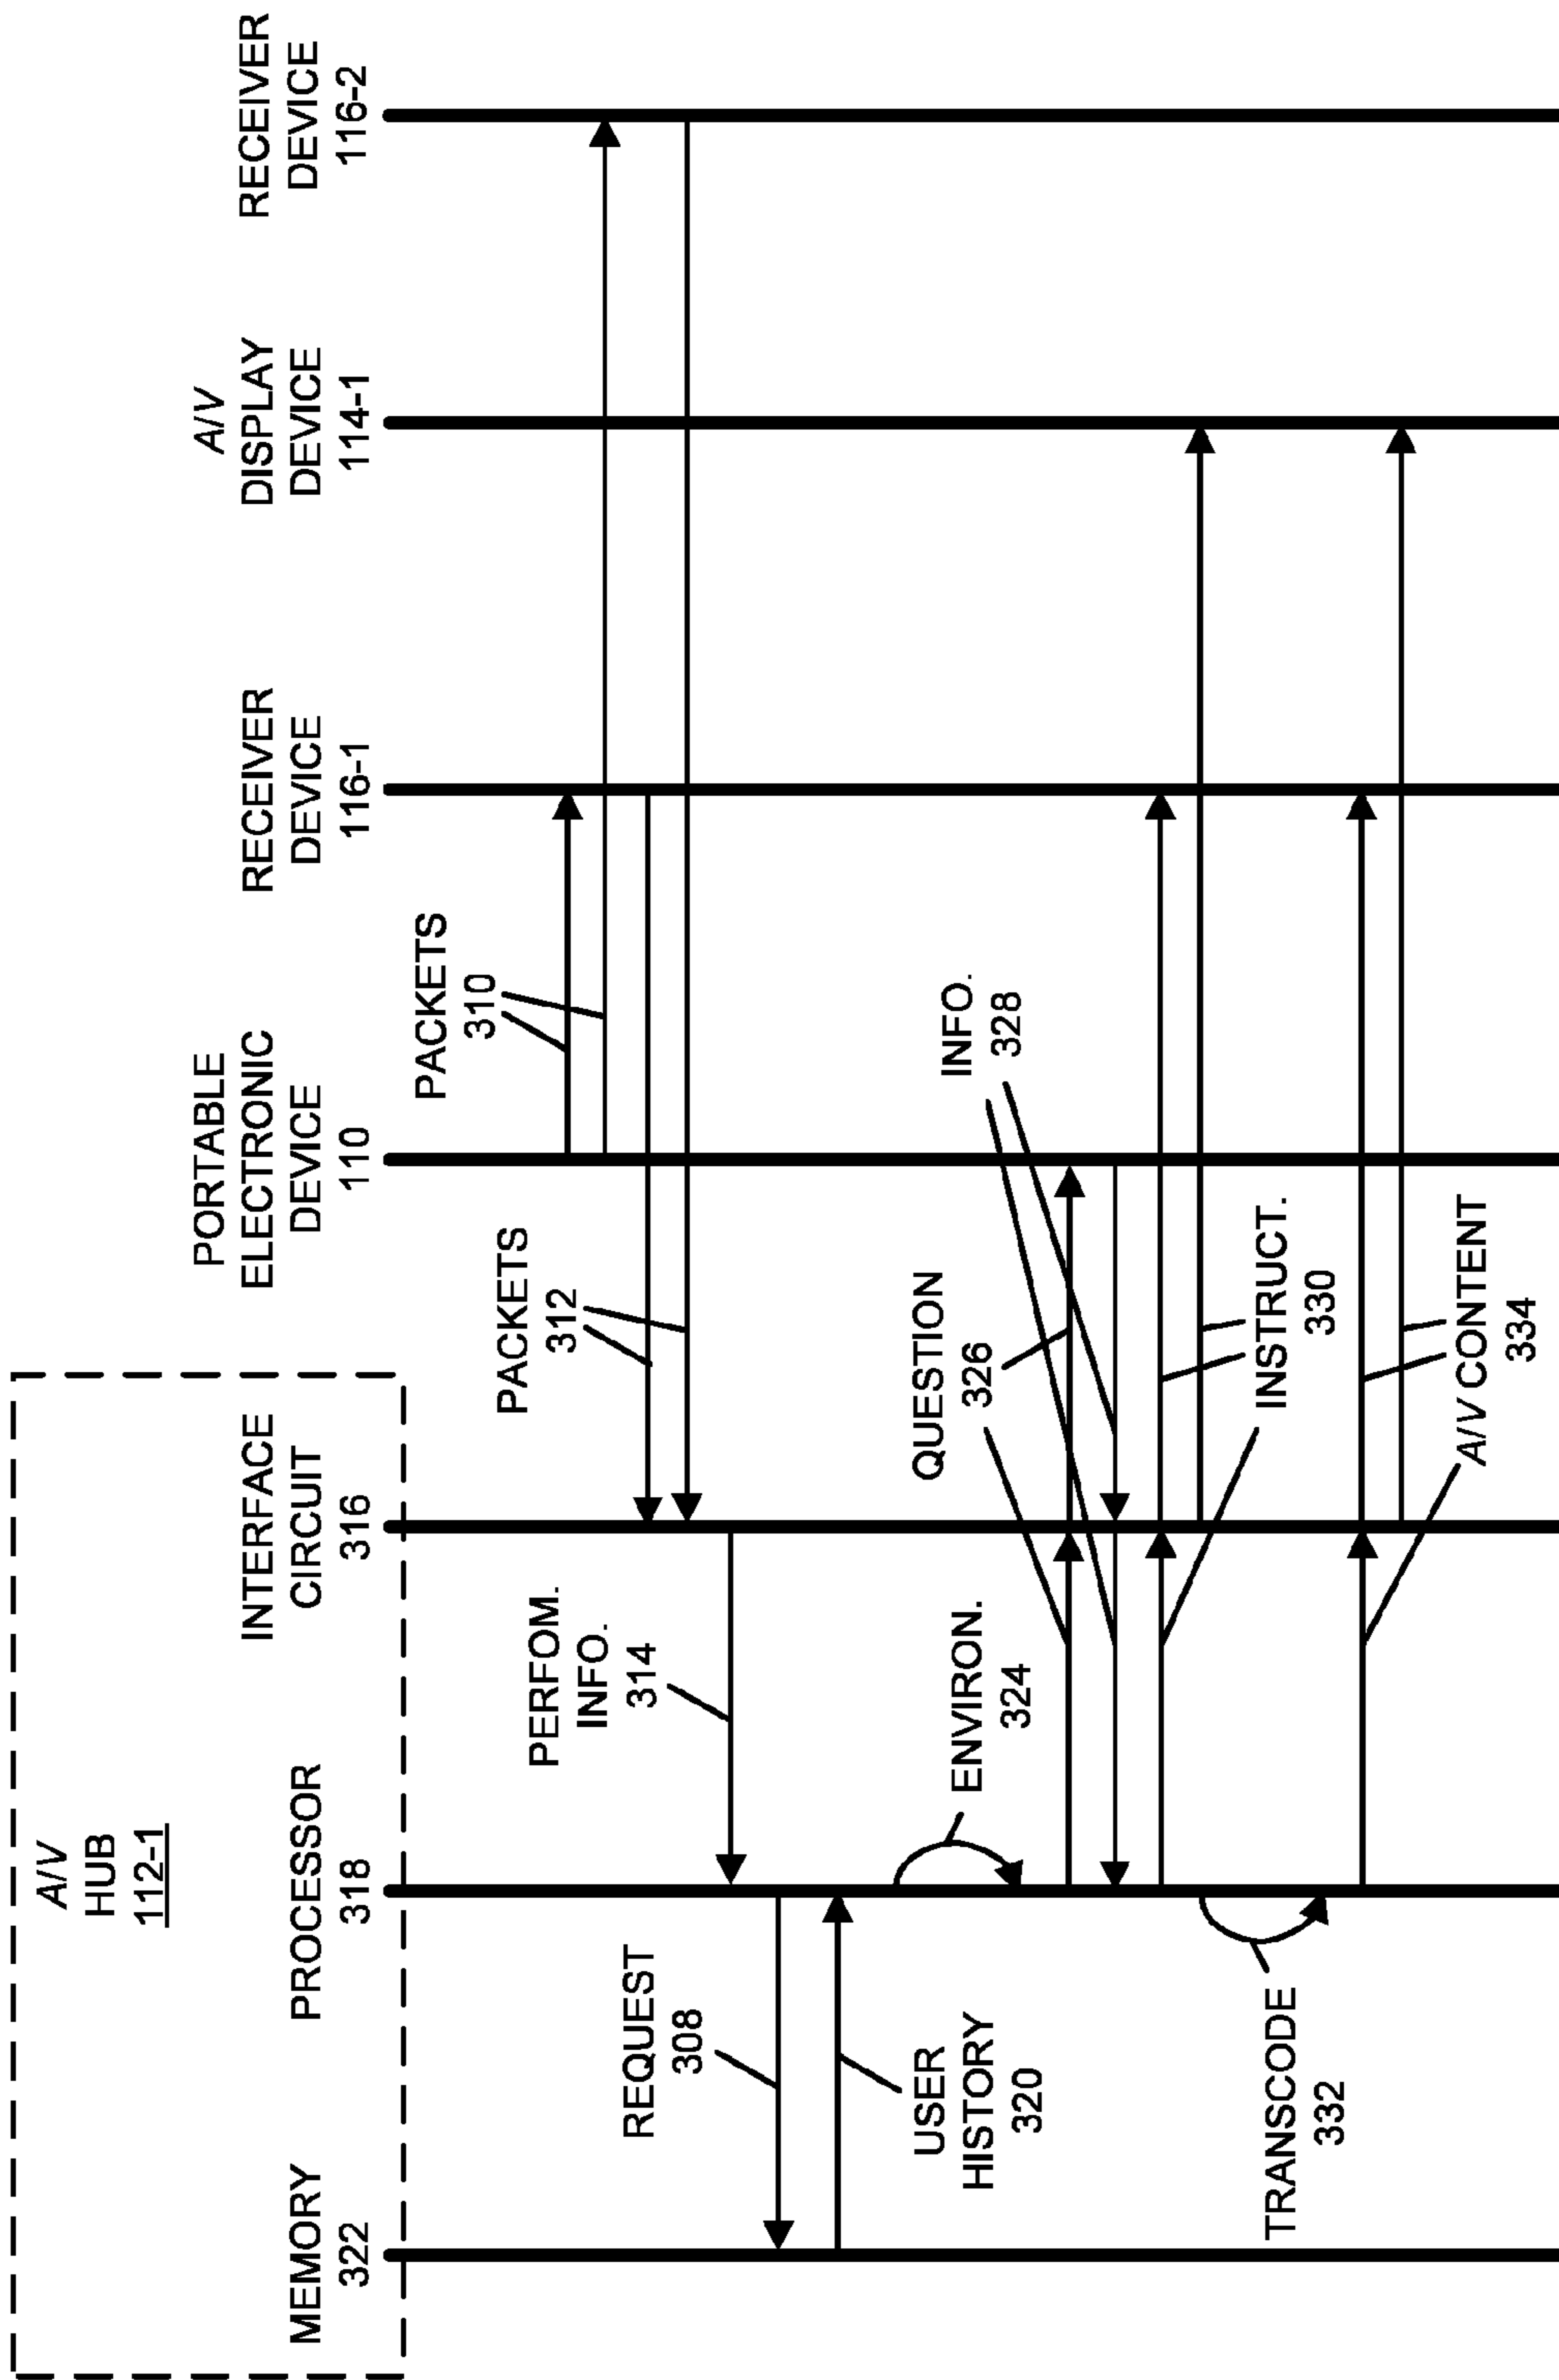 A/V
HUB
112-1
MEMORY
322
PROCESSOR
318
INTERFACE
CIRCUIT
316
PORTABLE
ELECTRONIC
DEVICE
110
RECEIVER
DEVICE
116-1
A/V
DISPLAY
DEVICE
114-1
RECEIVER
DEVICE
116-2
PACKETS
310
PACKETS
312
PERFOM.
INFO.
314
REQUEST
308
USER
HISTORY
320
ENVIRON.
324
QUESTION
326
INFO.
328
INSTRUCT.
330
TRANSCODE
332
A/V CONTENT
334